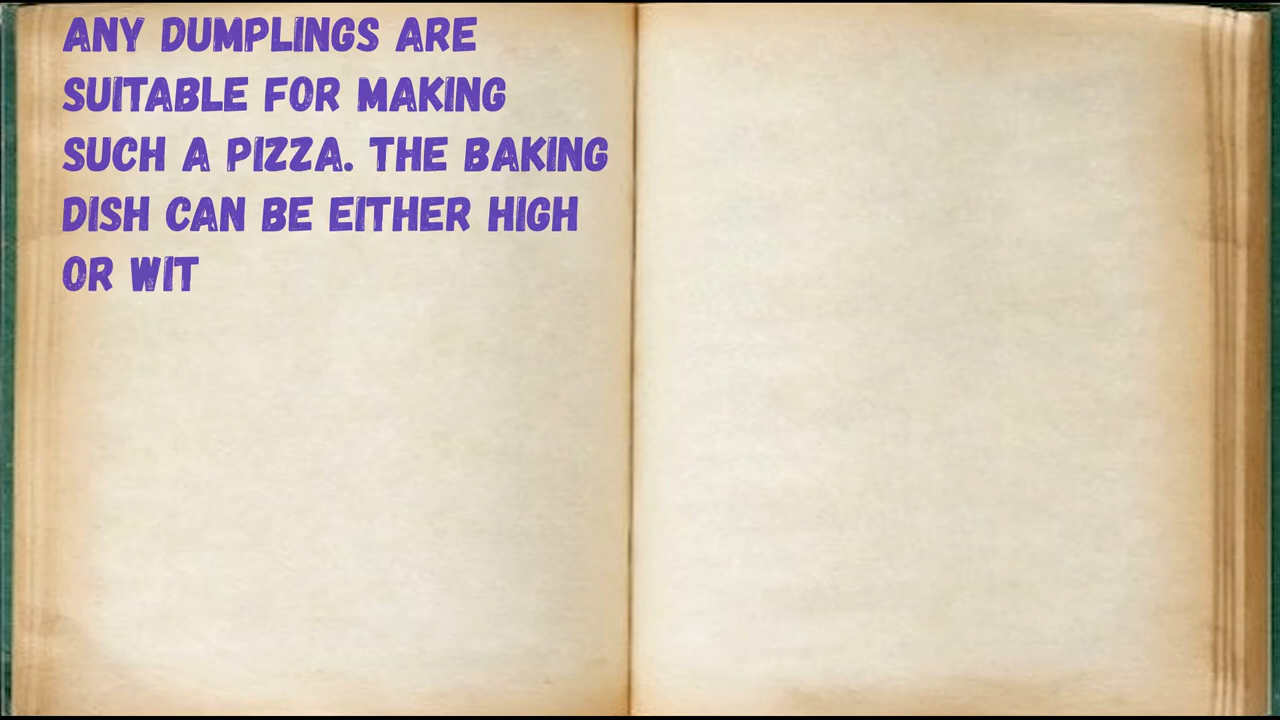 ANY DUMPLINGS ARE
SUITABLE FOR MAKING
SUCH A PIZZA. THE BAKING
DISH CAN BE EITHER HIGH
OR WIT